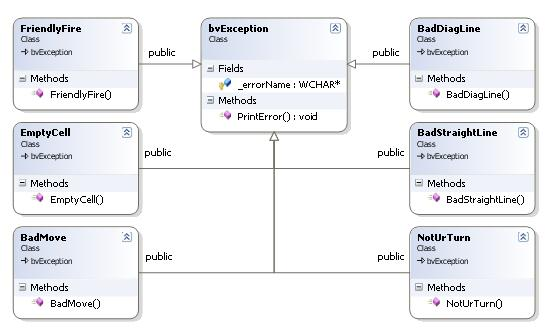 FriendlyFire
Class
bvException
Methods
FriendlyFire()
public
bvException
Class
Fields
_errorName : WCHAR*
Methods
PrintError() : void
public
BadDiagLine
Class
bvException
Methods
BadDiagLine()
EmptyCell
Class
bvException
Methods
EmptyCell()
public
public
BadStraightLine
Class
bvException
Methods
BadStraightLine()
BadMove
Class
bvException
Methods
BadMove()
public
public
NotUrTurn
Class
bvException
Methods
NotUrTurn()